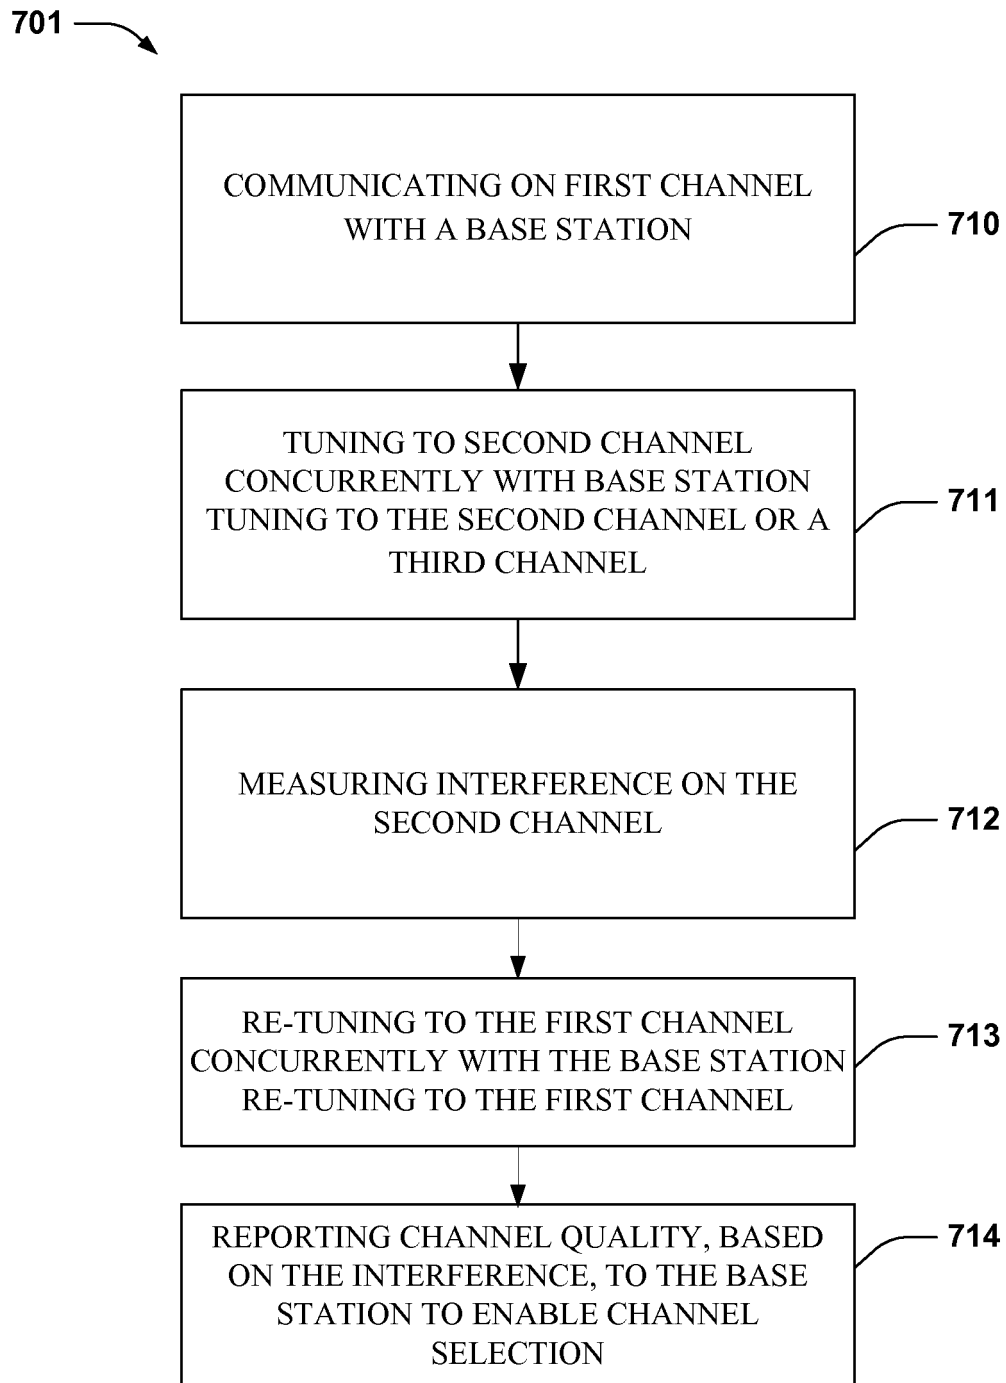 701
COMMUNICATING ON FIRST CHANNEL
WITH A BASE STATION
710
TUNING TO SECOND CHANNEL
CONCURRENTLY WITH BASE STATION
TUNING TO THE SECOND CHANNEL OR A
THIRD CHANNEL
711
MEASURING INTERFERENCE ON THE
SECOND CHANNEL
712
RE-TUNING TO THE FIRST CHANNEL
CONCURRENTLY WITH THE BASE STATION
RE-TUNING TO THE FIRST CHANNEL
713
REPORTING CHANNEL QUALITY, BASED
ON THE INTERFERENCE, TO THE BASE
STATION TO ENABLE CHANNEL
SELECTION
714